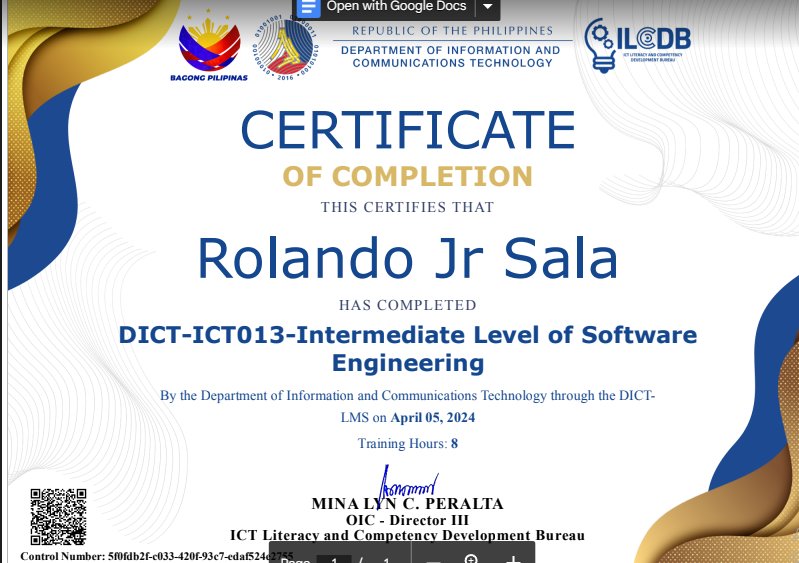 Open with Google Docs
REPUBLIC OF THE PHILIPPINES
DEPARTMENT OF INFORMATION AND
COMMUNICATIONS TECHNOLOGY
BAGONG PILIPINAS
2016
ILCDB
ICT LITERACY AND COMPETENCY
DEVELOPMENT BUREAU
CERTIFICATE
OF COMPLETION
THIS CERTIFIES THAT
Rolando Jr Sala
HAS COMPLETED
DICT-ICT013-Intermediate Level of Software
Engineering
By the Department of Information and Communications Technology through the DICT-
LMS on April 05, 2024
Training Hours: 8
MINA LYN C. PERALTA
OIC - Director III
ICT Literacy and Competency Development Bureau
Control Number: 5f0fdb2f-c033-420f-93c7-edaf524e2755
Page 1 / 1